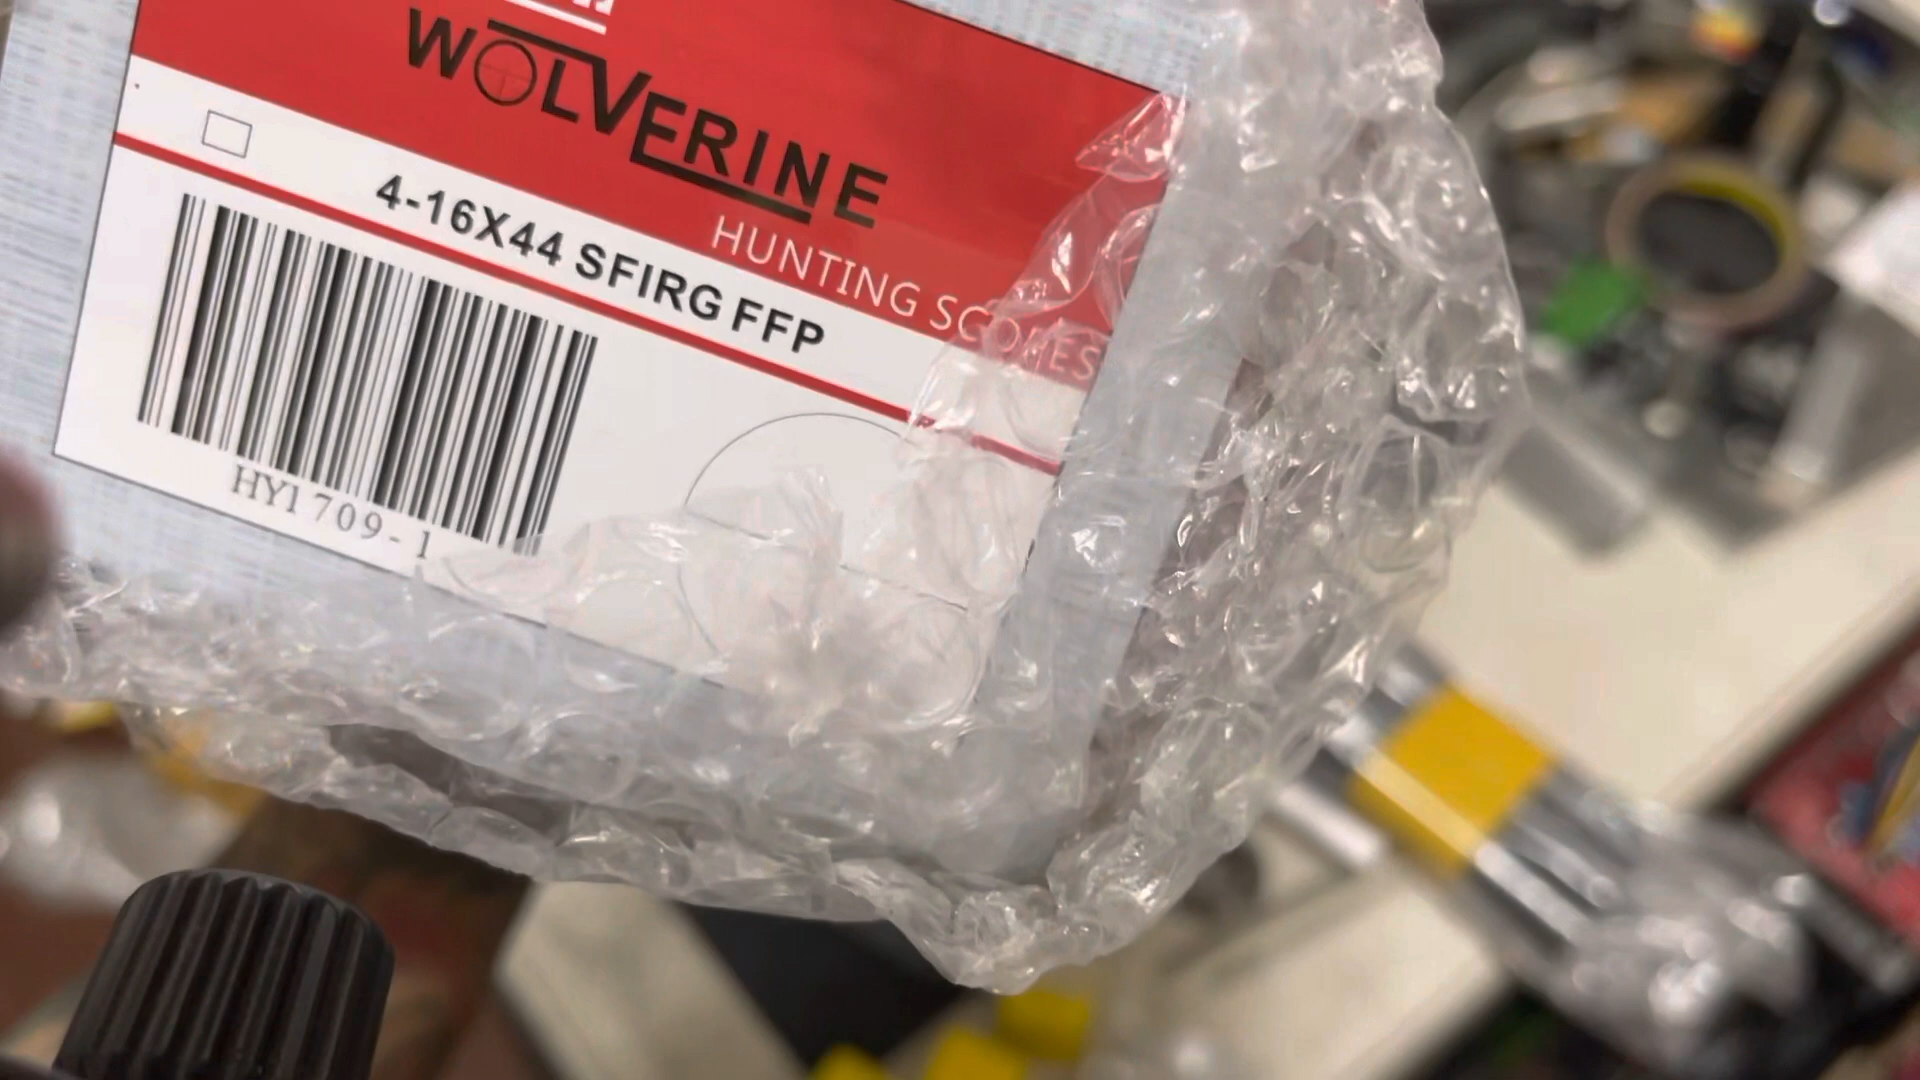 WOLVERINE
HUNTING SCOPES
4-16X44 SFIRG FFP
HY1709-1